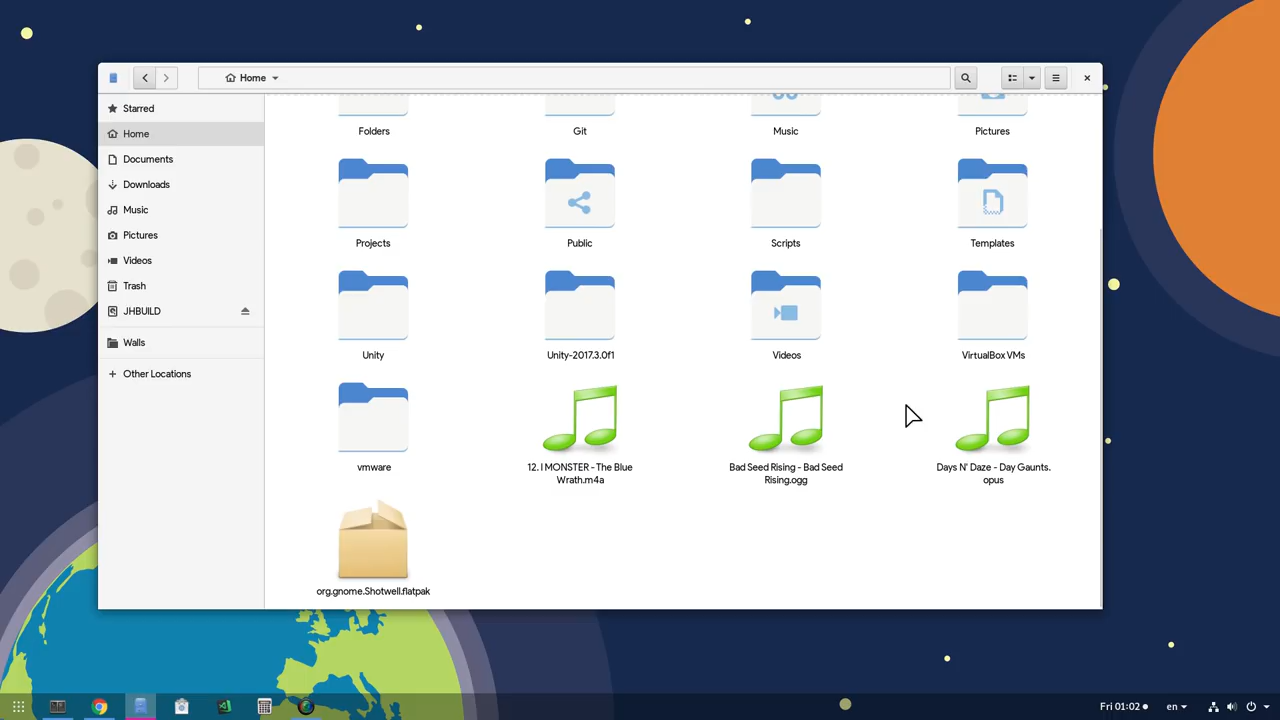 Home
Starred
Home
Documents
Downloads
Music
Pictures
Videos
Trash
JHBUILD
Walls
Other Locations
Folders
Git
Music
Pictures
Projects
Public
Scripts
Templates
Unity
Unity-2017.3.0f1
Videos
VirtualBox VMs
vmware
12. I MONSTER - The Blue
Wrath.m4a
Bad Seed Rising - Bad Seed
Rising.ogg
Days N' Daze - Day Gaunts.
opus
org.gnome.Shotwell.flatpak
Fri 01:02
en